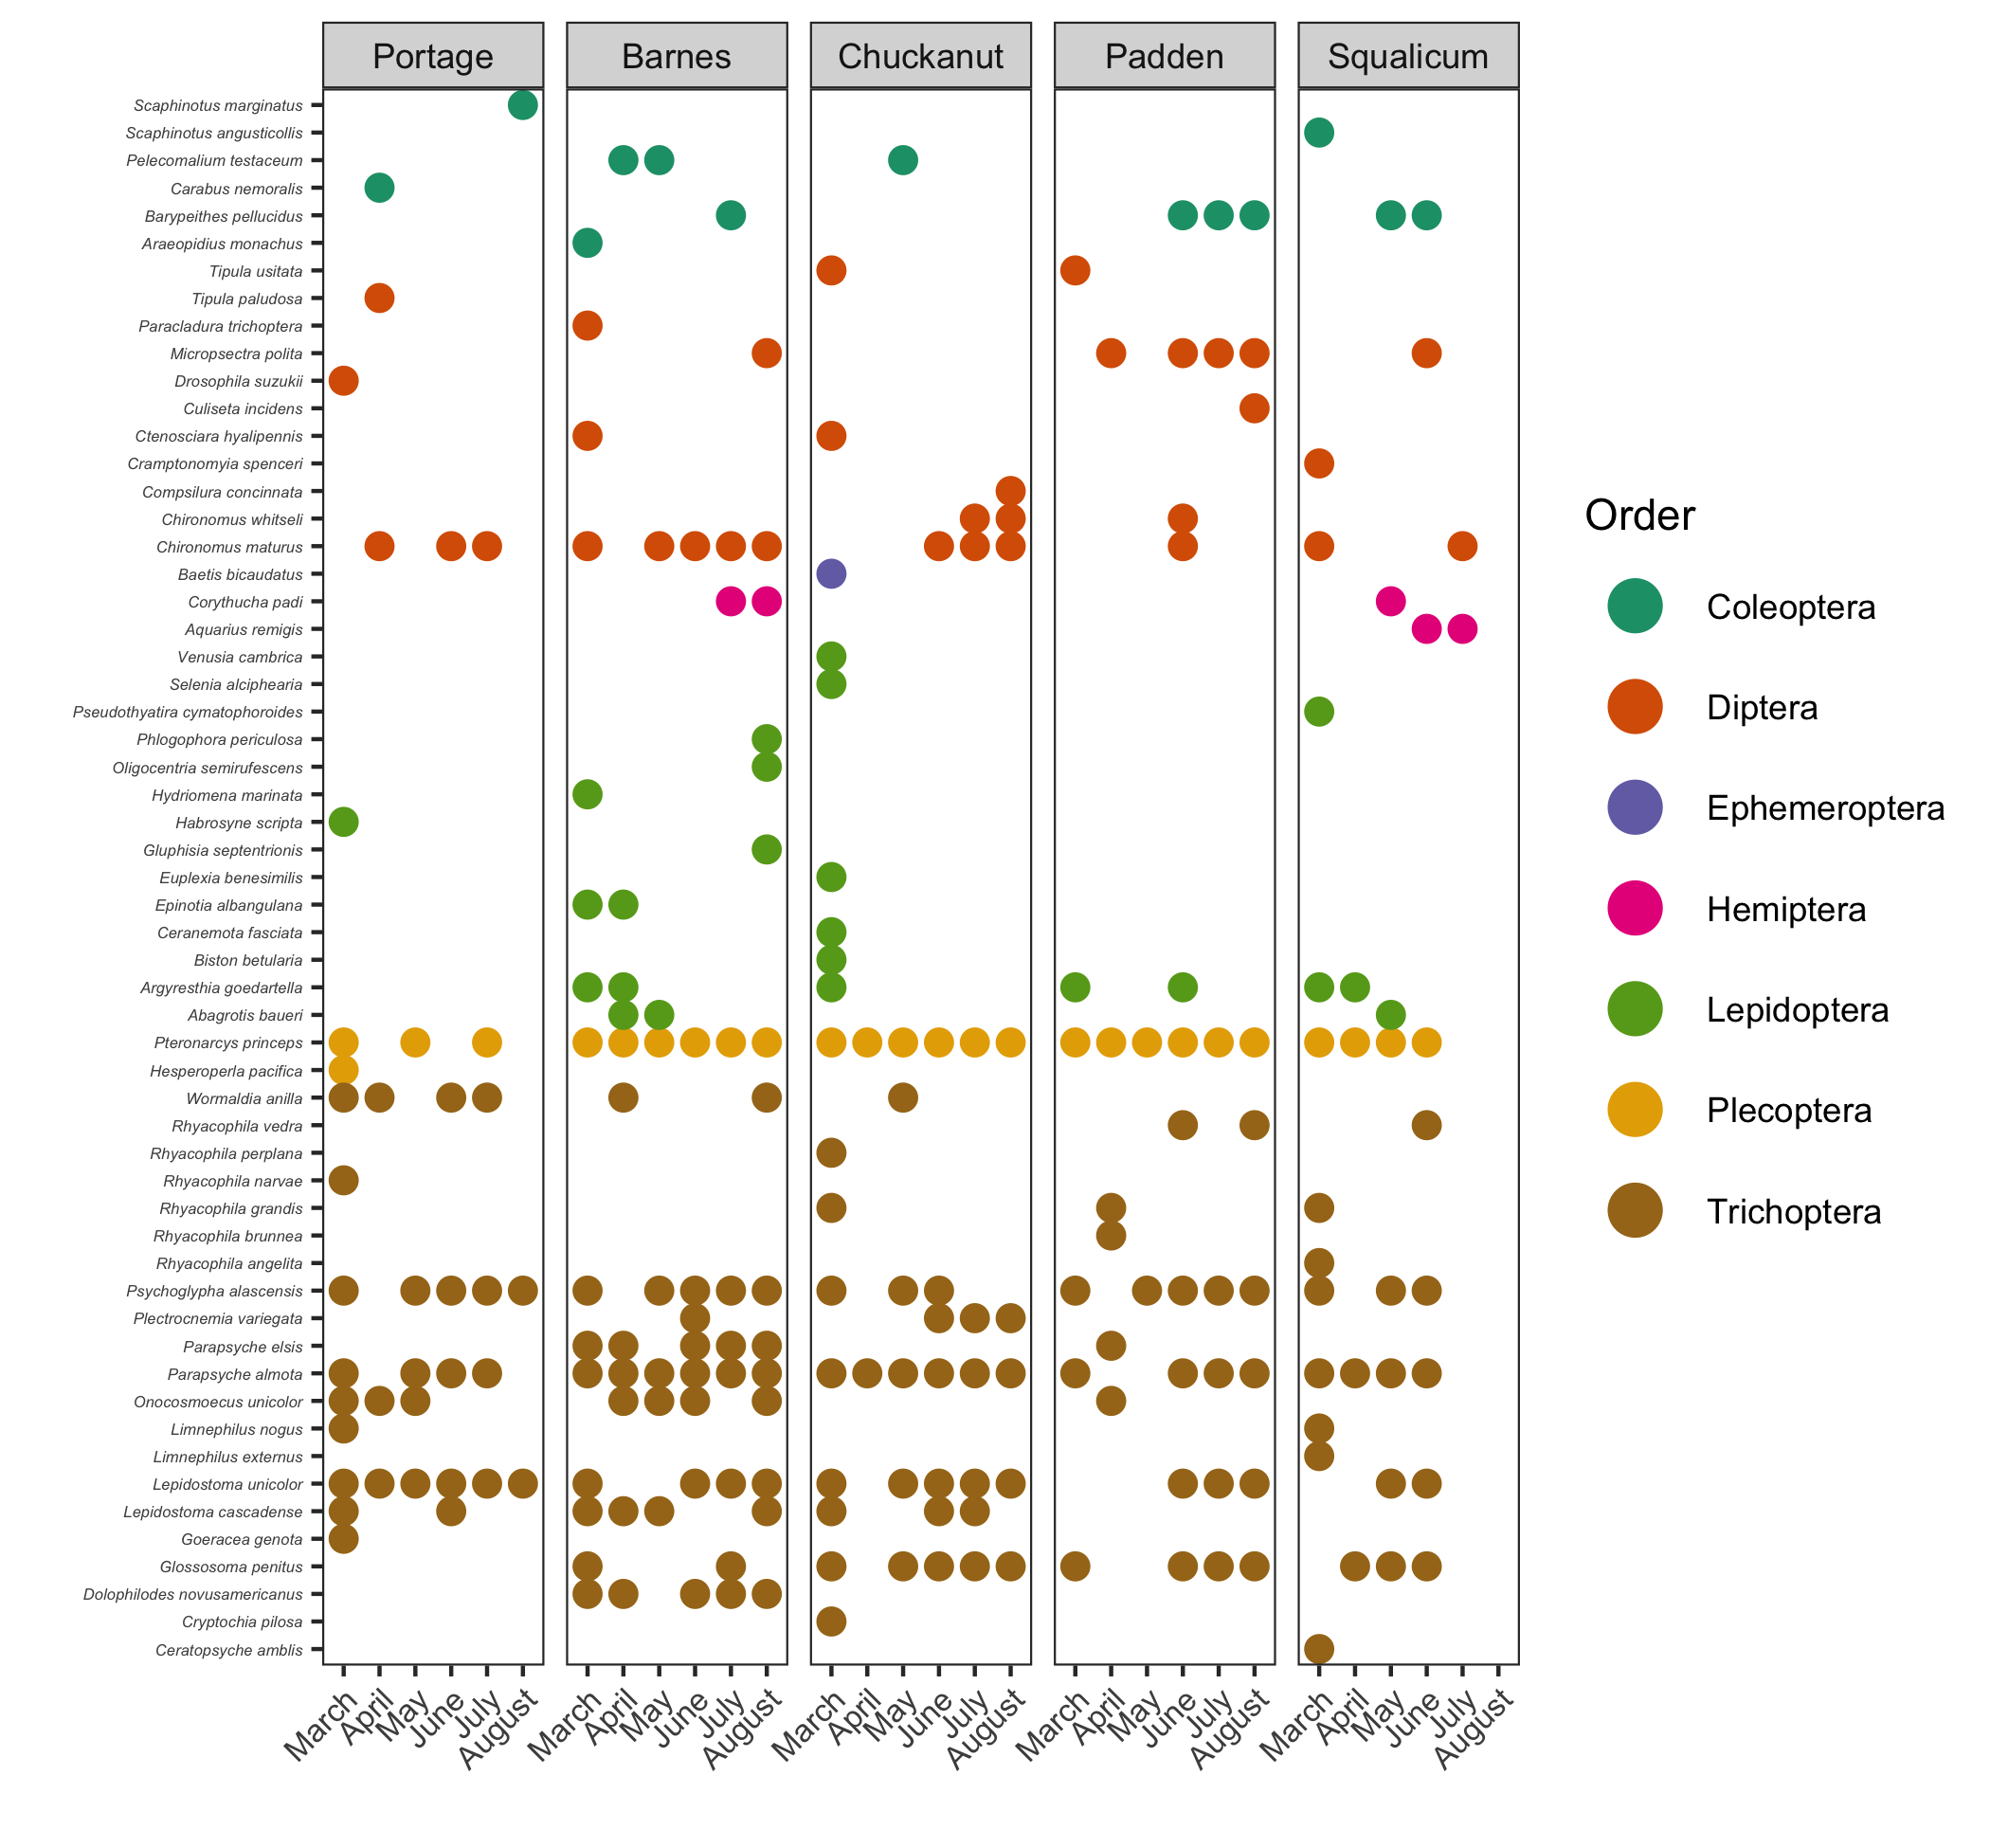 Portage
Barnes
Chuckanut
Padden
Squalicum
Scaphinotus marginatus
Scaphinotus angusticollis
Pelecomalium testaceum
Carabus nemoralis
Barypeithes pellucidus
Araeopidius monachus
Tipula usitata
Tipula paludosa
Paracladura trichoptera
Micropsectra polita
Drosophila suzukii
Culiseta incidens
Ctenosciara hyalipennis
Cramptonomyia spenceri
Compsilura concinnata
Chironomus whitseli
Chironomus maturus
Baetis bicaudatus
Corythucha padi
Aquarius remigis
Venusia cambrica
Selenia alciphearia
Pseudothyatira cymatophoroides
Phlogophora periculosa
Oligocentria semirufescens
Hydriomena marinata
Habrosyne scripta
Gluphisia septentrionis
Euplexia benesimilis
Epinotia albangulana
Ceranemota fasciata
Biston betularia
Argyresthia goedartella
Abagrotis baueri
Pteronarcys princeps
Hesperoperla pacifica
Wormaldia anilla
Rhyacophila vedra
Rhyacophila perplana
Rhyacophila narvae
Rhyacophila grandis
Rhyacophila brunnea
Rhyacophila angelita
Psychoglypha alascensis
Plectrocnemia variegata
Parapsyche elsis
Parapsyche almota
Onocosmoecus unicolor
Limnephilus nogus
Limnephilus externus
Lepidostoma unicolor
Lepidostoma cascadense
Goeracea genota
Glossosoma penitus
Dolophilodes novusamericanus
Cryptochia pilosa
Ceratopsyche amblis
March
April
May
June
July
August
March
April
May
June
July
August
March
April
May
June
July
August
March
April
May
June
July
August
March
April
May
June
July
August
Order
Coleoptera
Diptera
Ephemeroptera
Hemiptera
Lepidoptera
Plecoptera
Trichoptera